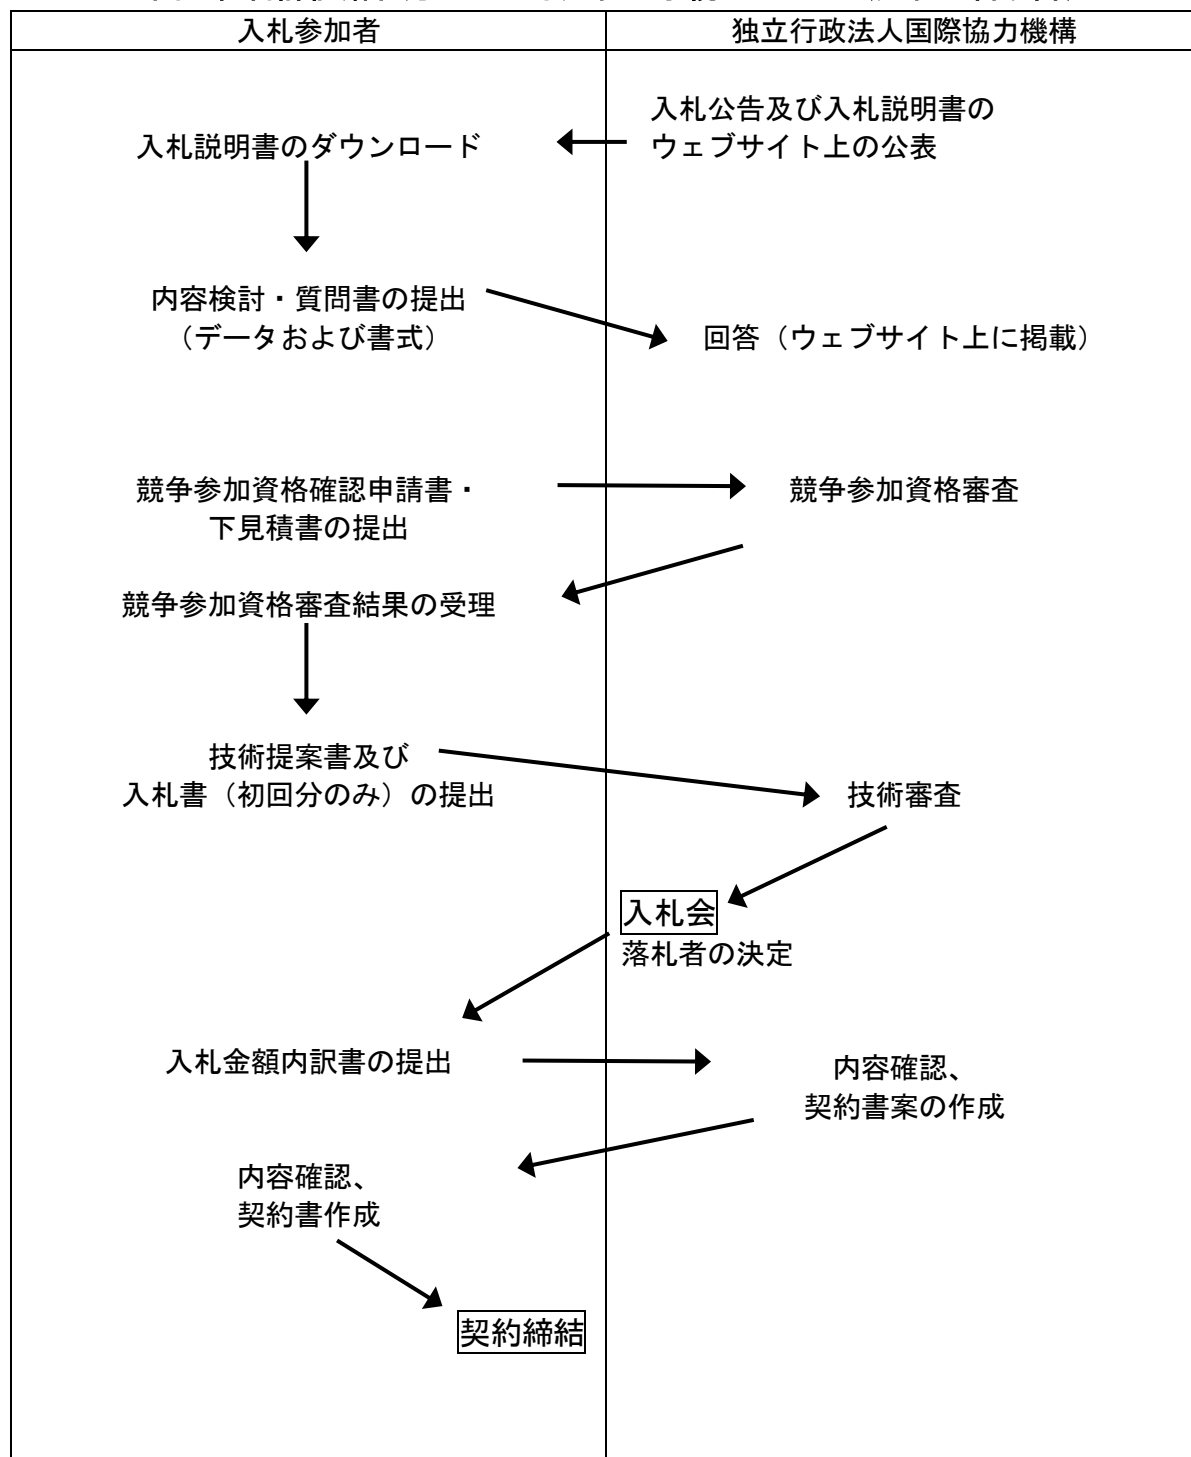 入札参加者
独立行政法人国際協力機構
入札公告及び入札説明書の
ウェブサイト上の公表
入札説明書のダウンロード
内容検討・質問書の提出
（データおよび書式）
回答（ウェブサイト上に掲載）
競争参加資格確認申請書・
下見積書の提出
競争参加資格審査
競争参加資格審査結果の受理
技術提案書及び
入札書（初回分のみ）の提出
技術審査
入札会
落札者の決定
入札金額内訳書の提出
内容確認、
契約書案の作成
内容確認、
契約書作成
契約締結